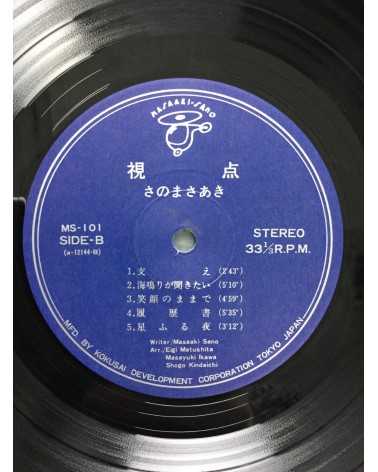 MASAAKI-SANO
視 点
さのまさあき
MS-101
SIDE-B
STEREO
33⅓R.P.M.
1.支 え (2'43")
2.海鳴りが聞きたい (5'10")
3.笑顔のままで (4'59")
4.履 歴 書 (5'35")
5.星 ふ る 夜 (3'12")
Writer/Masaaki Sano
Arr./Eigi Matushita
Masayuki Ikawa
Shogo Kindaichi
MF'D BY KOKUSAI DEVELOPMENT CORPORATION TOKYO JAPAN